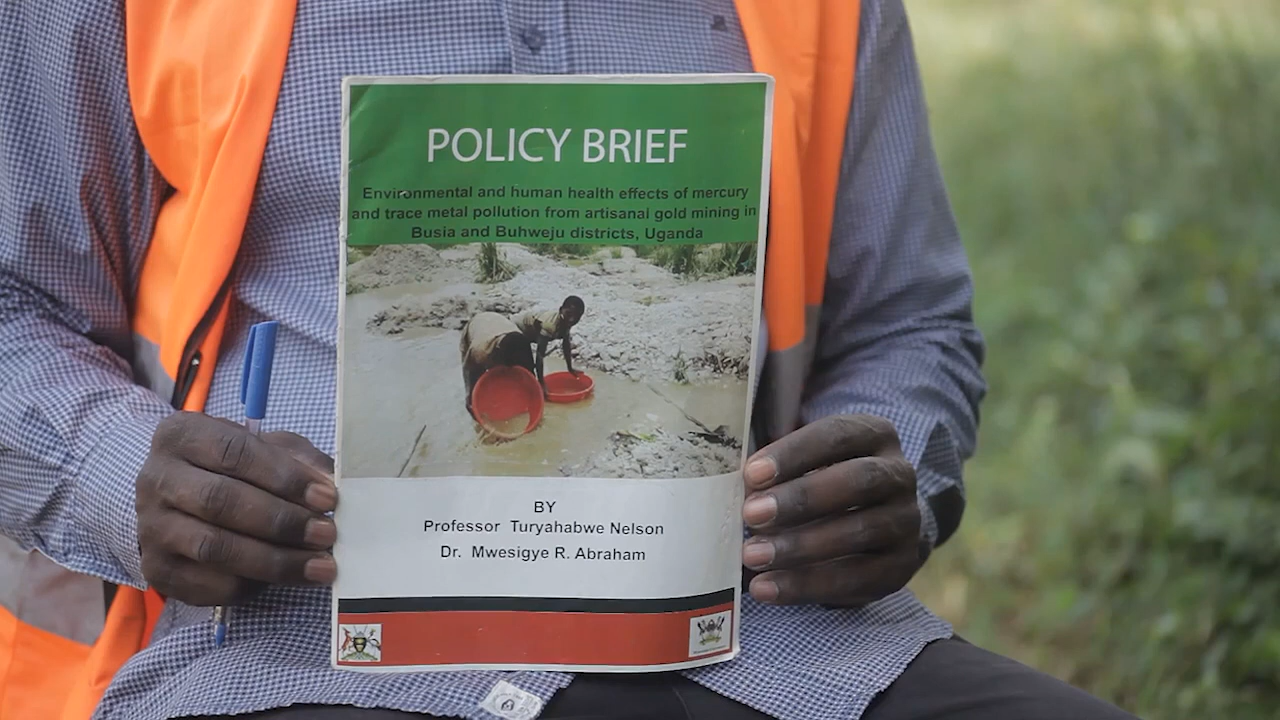 POLICY BRIEF
Environmental and human health effects of mercury
and trace metal pollution from artisanai gold mining in
Busia and Buhweju districts, Uganda
BY
Professor Turyahabwe Nelson
Dr. Mwesigye R. Abraham